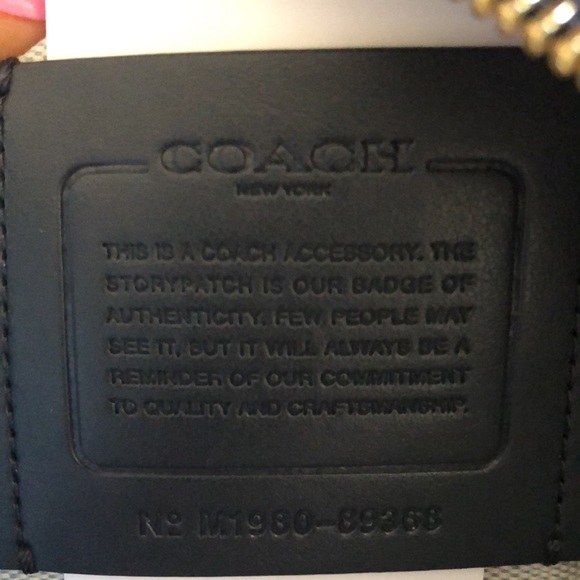 COACH
NEW YORK
THIS IS A COACH ACCESSORY. THE
STORYPATCH IS OUR BADGE OF
AUTHENTICITY. FEW PEOPLE MAY
SEE IT, BUT IT WILL ALWAYS BE A
REMINDER OF OUR COMMITMENT
TO QUALITY AND CRAFTSMANSHIP.
Nº M1980-89368